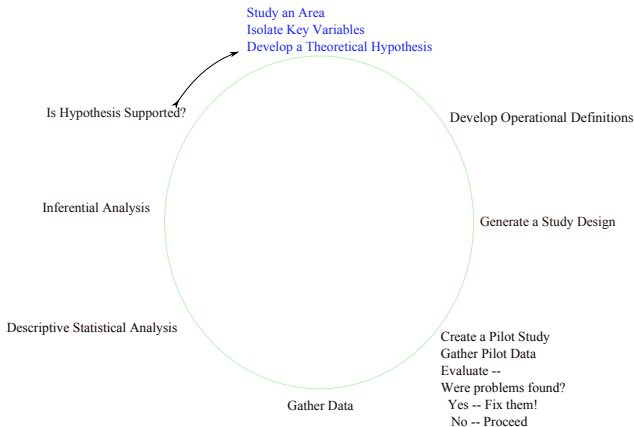 Study an Area
Isolate Key Variables
Develop a Theoretical Hypothesis
Develop Operational Definitions
Generate a Study Design
Create a Pilot Study
Gather Pilot Data
Evaluate --
Were problems found?
Yes -- Fix them!
No -- Proceed
Gather Data
Descriptive Statistical Analysis
Inferential Analysis
Is Hypothesis Supported?